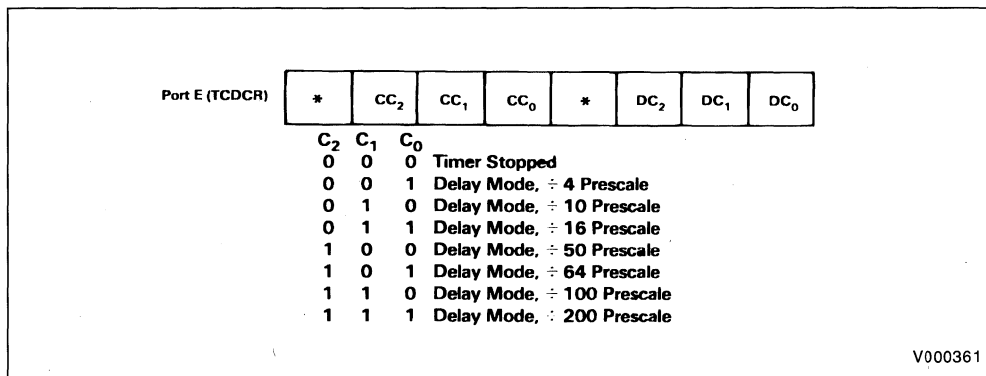 Port E (TCDCR) * CC₂ CC₁ CC₀ * DC₂ DC₁ DC₀
C₂ C₁ C₀
0 0 0 Timer Stopped
0 0 1 Delay Mode, ÷ 4 Prescale
0 1 0 Delay Mode, ÷ 10 Prescale
0 1 1 Delay Mode, ÷ 16 Prescale
1 0 0 Delay Mode, ÷ 50 Prescale
1 0 1 Delay Mode, ÷ 64 Prescale
1 1 0 Delay Mode, ÷ 100 Prescale
1 1 1 Delay Mode, ÷ 200 Prescale
V000361